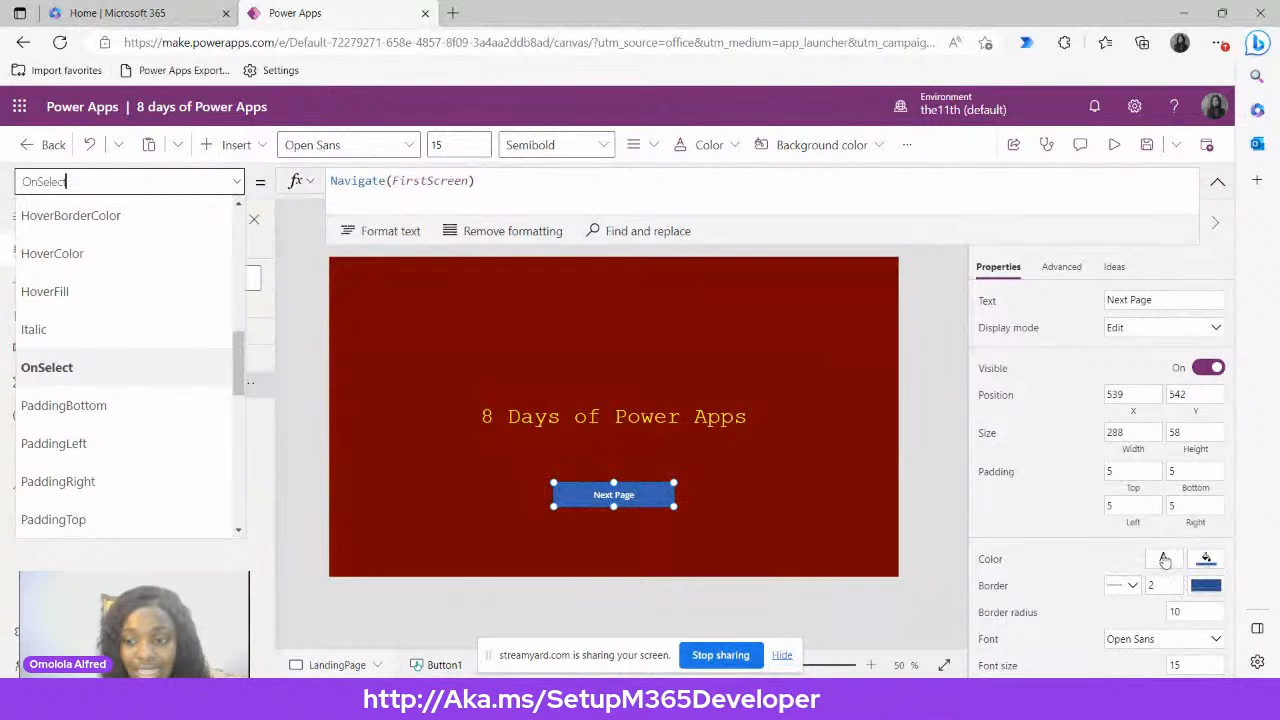 Home | Microsoft 365
Power Apps
https://make.powerapps.com/e/Default-72279271-658e-4857-8f09-3a4aa2ddb8ad/canvas/?utm_source=office&utm_medium=app_launcher&utm_campaig...
Import favorites
Power Apps Export...
Settings
Power Apps | 8 days of Power Apps
Environment
the11th (default)
Back
Insert
Open Sans
15
Semibold
Color
Background color
OnSelect
= fx
Navigate(FirstScreen)
Format text
Remove formatting
Find and replace
HoverBorderColor
HoverColor
HoverFill
Italic
OnSelect
PaddingBottom
PaddingLeft
PaddingRight
PaddingTop
8 Days of Power Apps
Next Page
Properties
Advanced
Ideas
Text
Next Page
Display mode
Edit
Visible
On
Position
539
542
X
Y
Size
288
58
Width
Height
Padding
5
5
Top
Bottom
5
5
Left
Right
Color
Border
2
Border radius
10
Font
Open Sans
Font size
15
LandingPage
Button1
50 %
streamyard.com is sharing your screen.
Stop sharing
Hide
Omolola Alfred
http://Aka.ms/SetupM365Developer